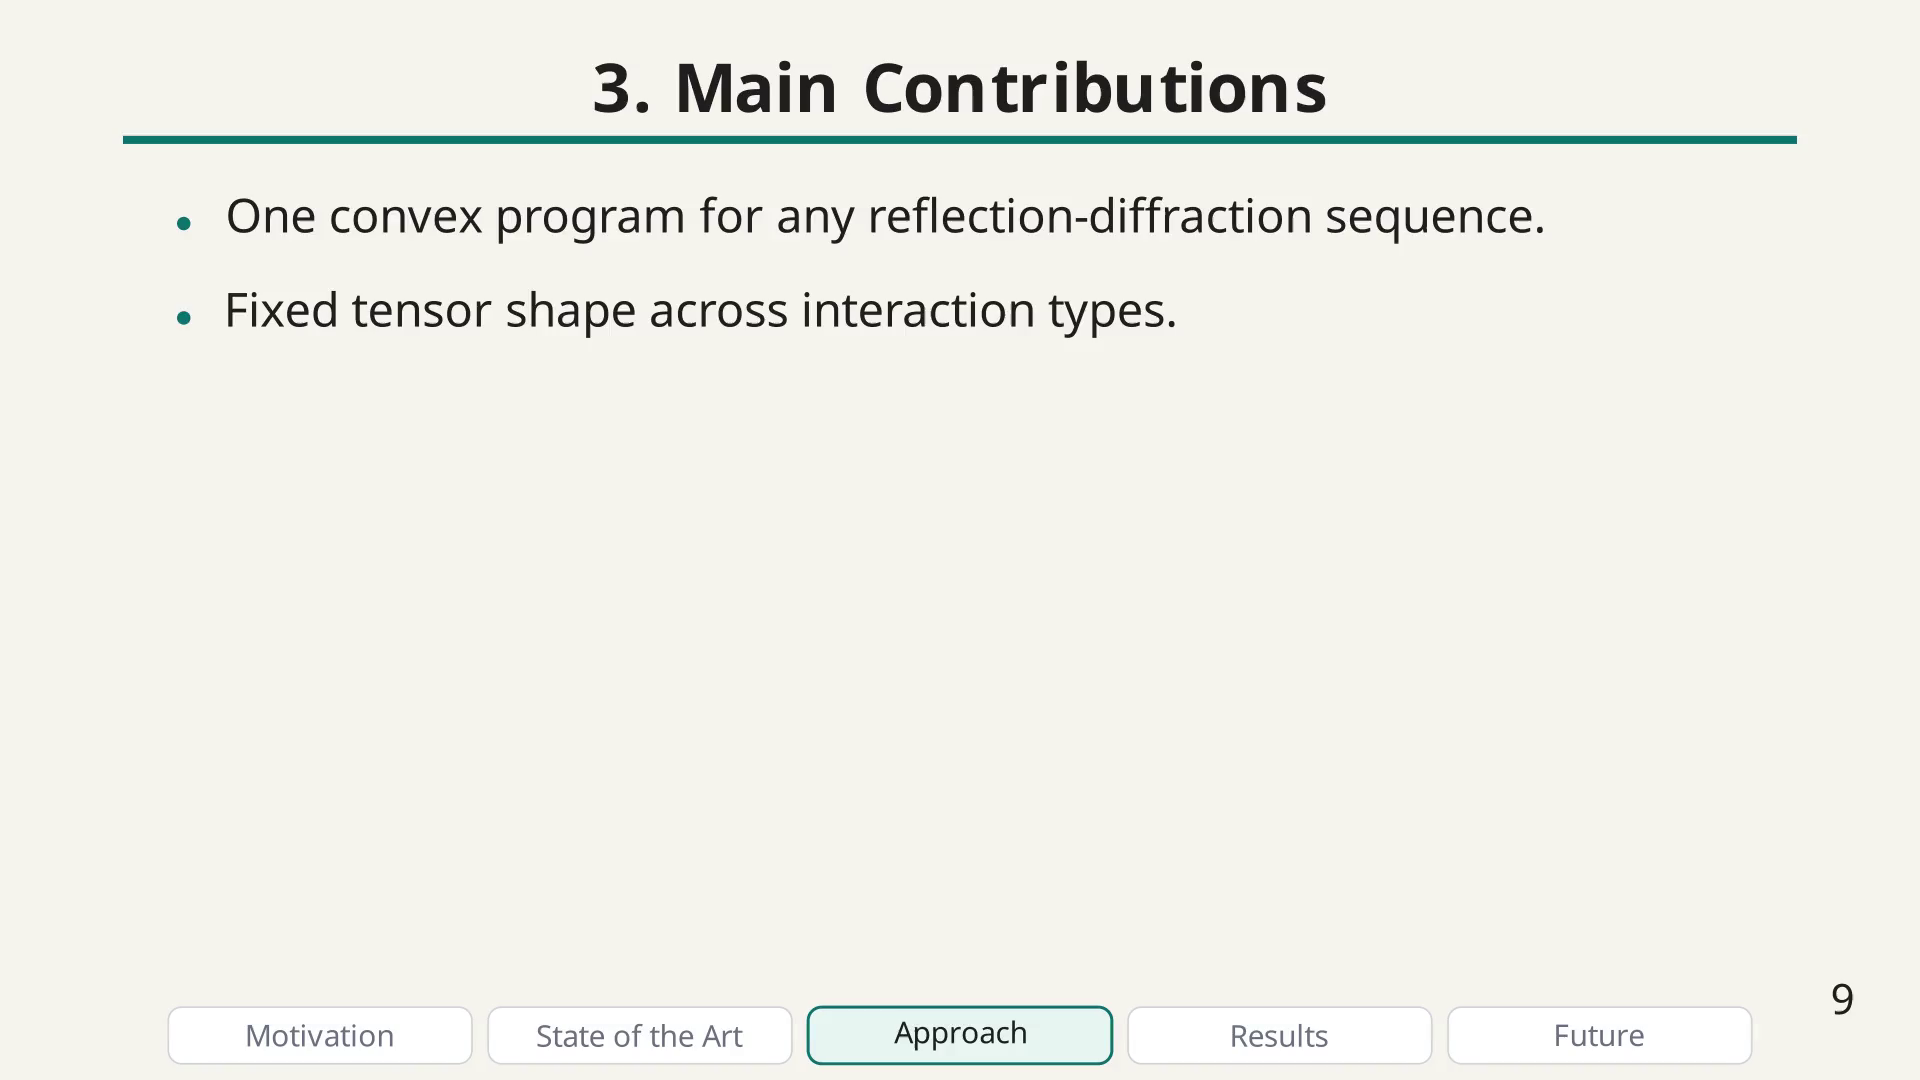 3. Main Contributions
• One convex program for any reflection-diffraction sequence.
• Fixed tensor shape across interaction types.
9
Motivation
State of the Art
Approach
Results
Future